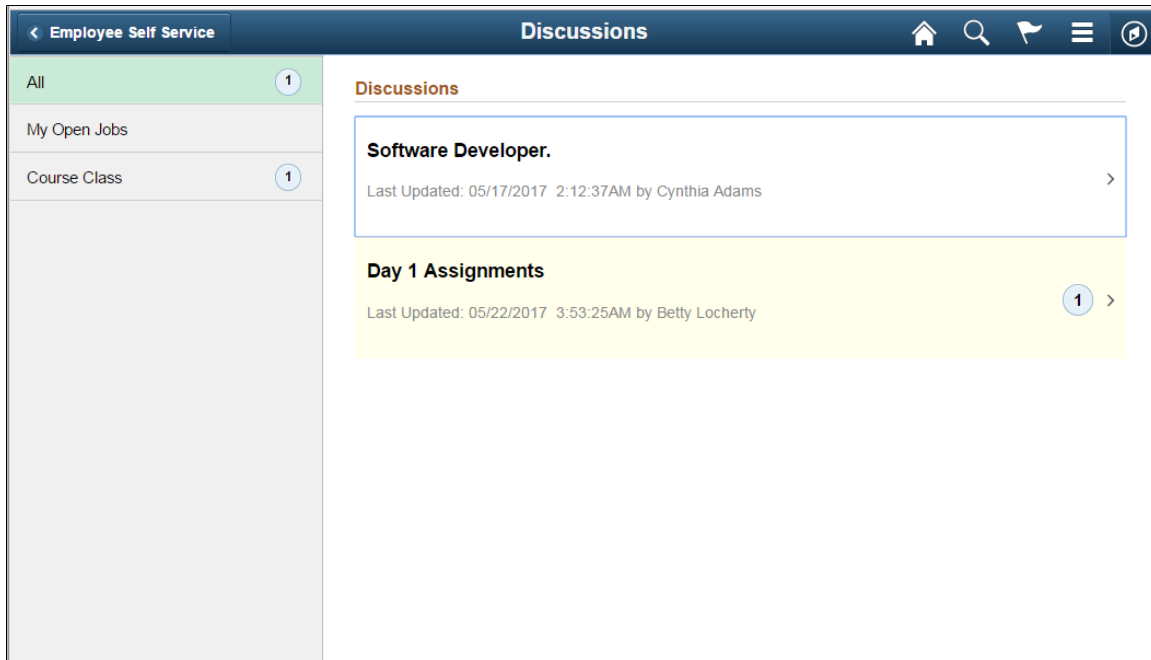 Employee Self Service
Discussions
All 1
My Open Jobs
Course Class 1
Discussions
Software Developer.
Last Updated: 05/17/2017 2:12:37AM by Cynthia Adams
Day 1 Assignments
1
Last Updated: 05/22/2017 3:53:25AM by Betty Locherty